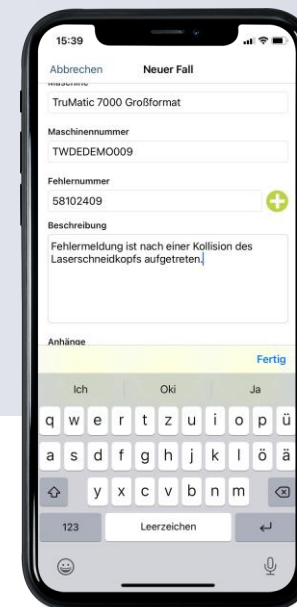 15:39
Abbrechen Neuer Fall
Maschine
TruMatic 7000 Großformat
Maschinennummer
TWDEDEMO009
Fehlernummer
58102409
Beschreibung
Fehlermeldung ist nach einer Kollision des
Laserschneidkopfs aufgetreten.
Anhänge
Fertig
Ich Oki Ja
q w e r t z u i o p ü
a s d f g h j k l ö ä
y x c v b n m
123 Leerzeichen